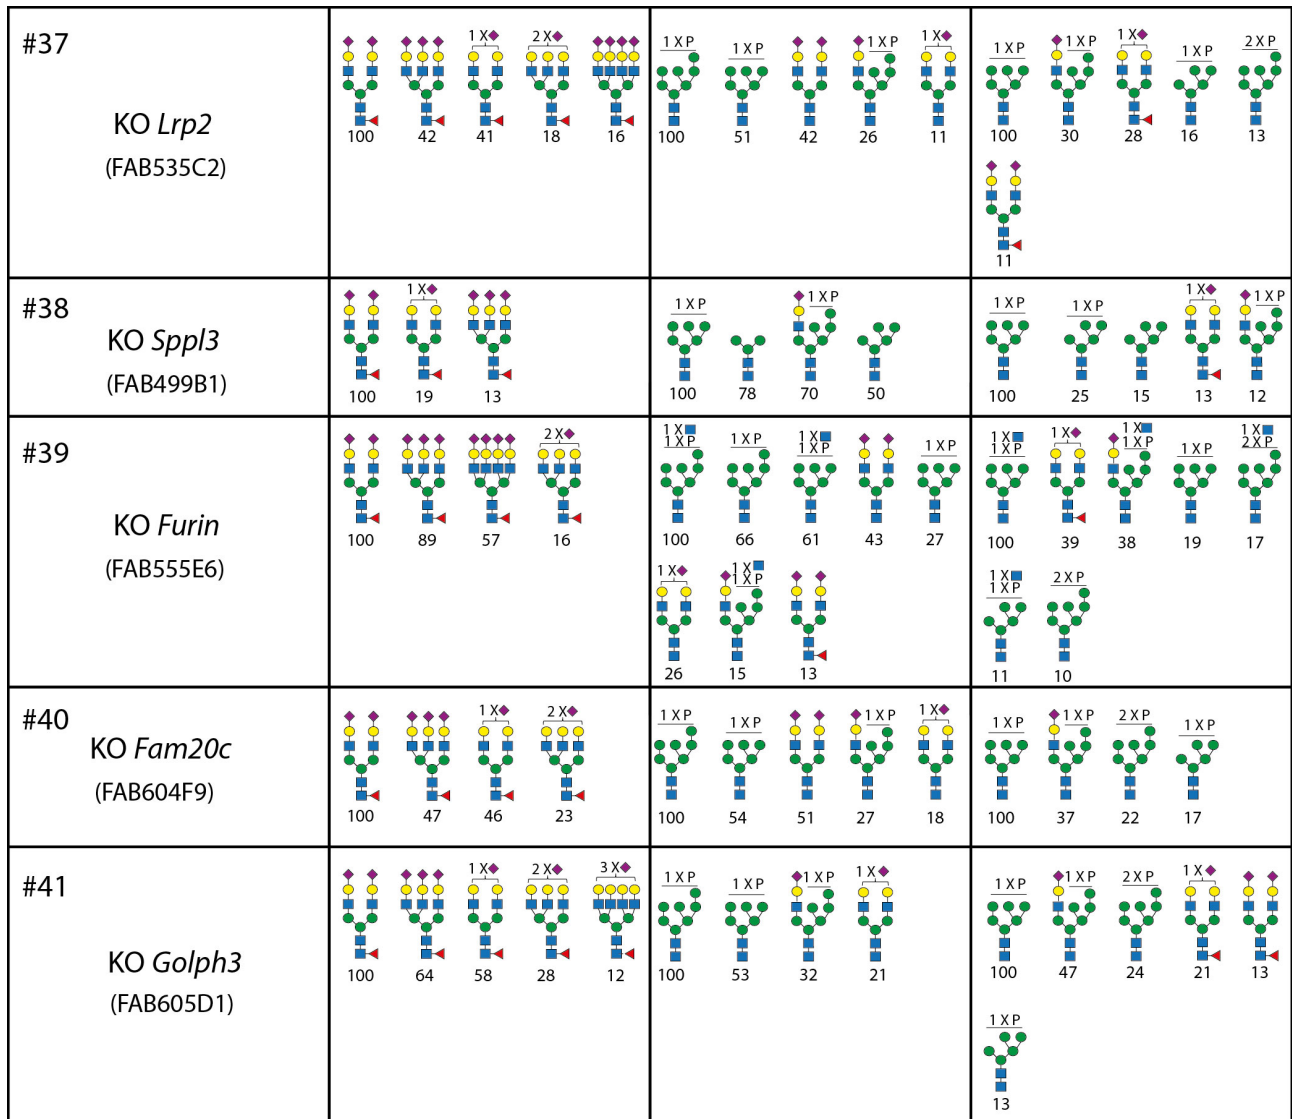 #37
KO Lrp2
(FAB535C2)
1 X 2 X
100 42 41 18 16
1 X P 1 X P 1 X P 1 X
100 51 42 26 11
1 X P 1 X P 1 X 1 X P 2 X P
100 30 28 16 13
11
#38
KO Sppl3
(FAB499B1)
1 X
100 19 13
1 X P 1 X P
100 78 70 50
1 X P 1 X P 1 X 1 X P
100 25 15 13 12
#39
KO Furin
(FAB555E6)
2 X
100 89 57 16
1 X 1 X
1 X P 1 X P 1 X P 1 X P
100 66 61 43 27
1 X 1 X
1 X P
26 15 13
1 X 1 X 1 X 1 X
1 X P 1 X P 1 X P 2 X P
100 39 38 19 17
1 X
1 X P 2 X P
11 10
#40
KO Fam20c
(FAB604F9)
1 X 2 X
100 47 46 23
1 X P 1 X P 1 X P 1 X
100 54 51 27 18
1 X P 1 X P 2 X P 1 X P
100 37 22 17
#41
KO Golph3
(FAB605D1)
1 X 2 X 3 X
100 64 58 28 12
1 X P 1 X P 1 X P 1 X
100 53 32 21
1 X P 1 X P 2 X P 1 X
100 47 24 21 13
1 X P
13